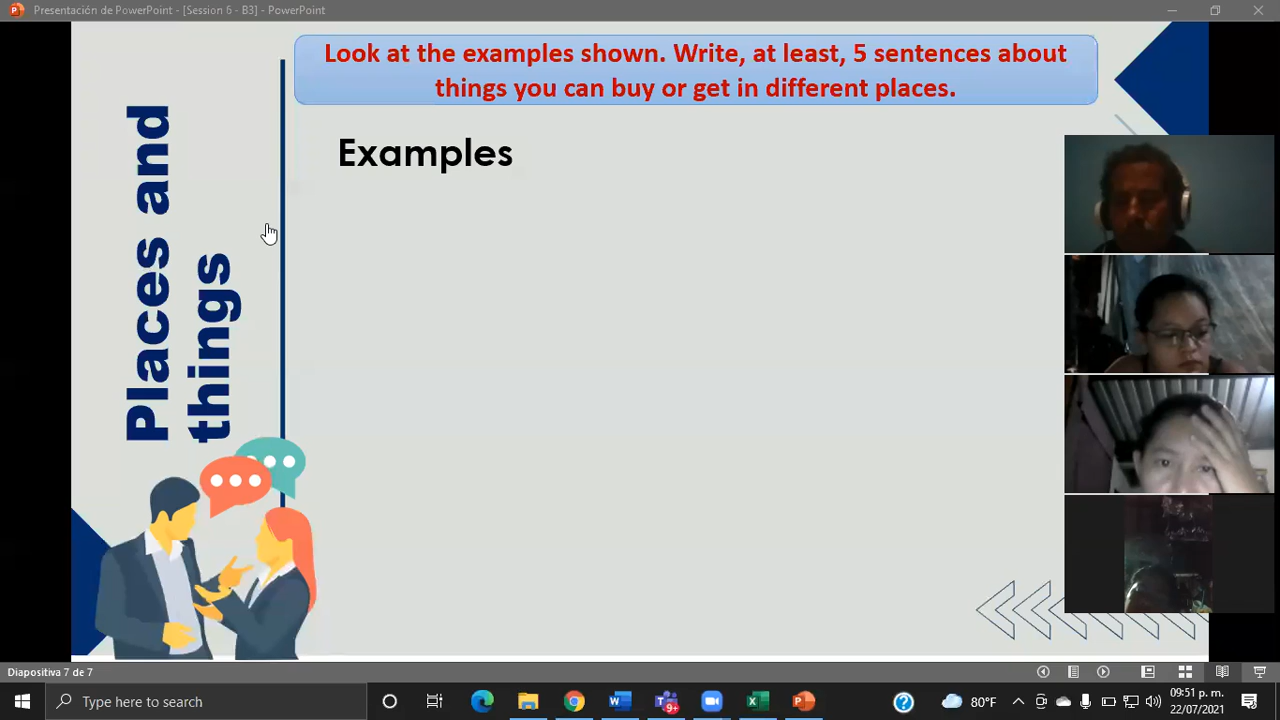 Presentación de PowerPoint - [Session 6 - B3] - PowerPoint
Look at the examples shown. Write, at least, 5 sentences about
things you can buy or get in different places.
Places and
things
Examples
Diapositiva 7 de 7
Type here to search
9+
80°F
09:51 p. m.
22/07/2021